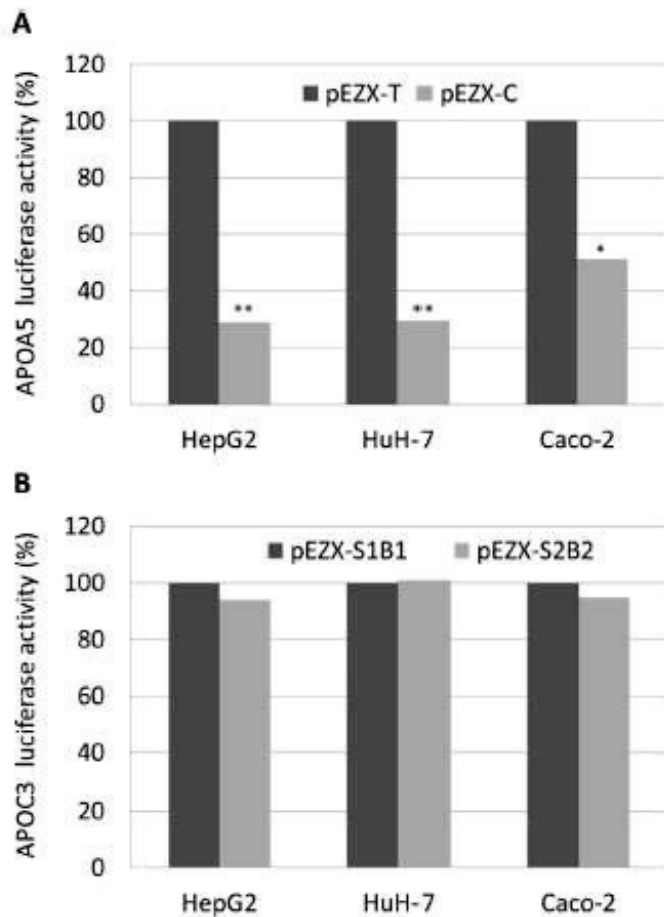 A
APOA5 luciferase activity (%)
120
100
80
60
40
20
0
pEZX-T pEZX-C
** ** *
HepG2 HuH-7 Caco-2
B
APOC3 luciferase activity (%)
120
100
80
60
40
20
0
pEZX-S1B1 pEZX-S2B2
HepG2 HuH-7 Caco-2